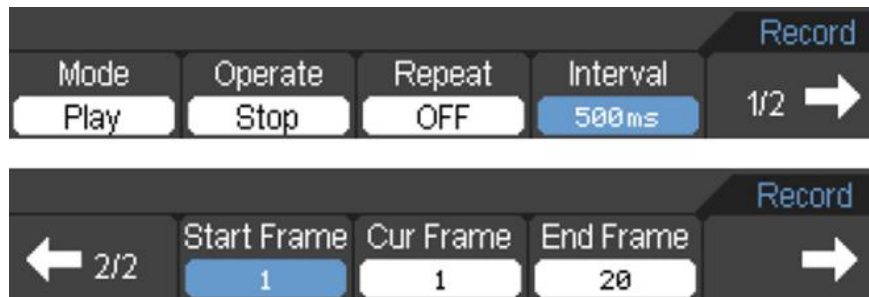 Record
Mode Operate Repeat Interval
Play Stop OFF 500ms 1/2
Record
Start Frame Cur Frame End Frame
2/2 1 1 20